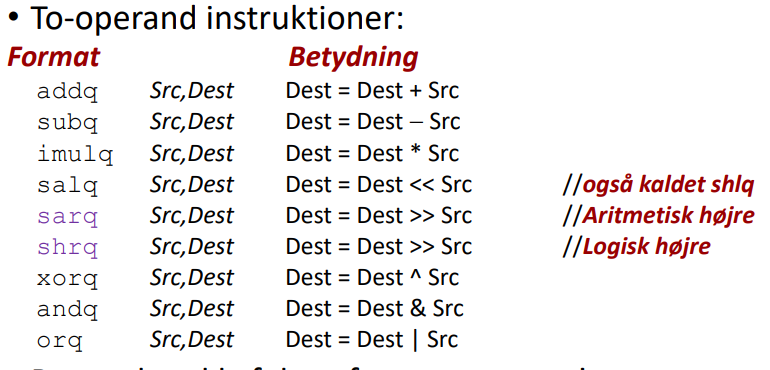 • To-operand instruktioner:
Format Betydning
addq Src,Dest Dest = Dest + Src
subq Src,Dest Dest = Dest − Src
imulq Src,Dest Dest = Dest * Src
salq Src,Dest Dest = Dest << Src //også kaldet shlq
sarq Src,Dest Dest = Dest >> Src //Aritmetisk højre
shrq Src,Dest Dest = Dest >> Src //Logisk højre
xorq Src,Dest Dest = Dest ^ Src
andq Src,Dest Dest = Dest & Src
orq Src,Dest Dest = Dest | Src